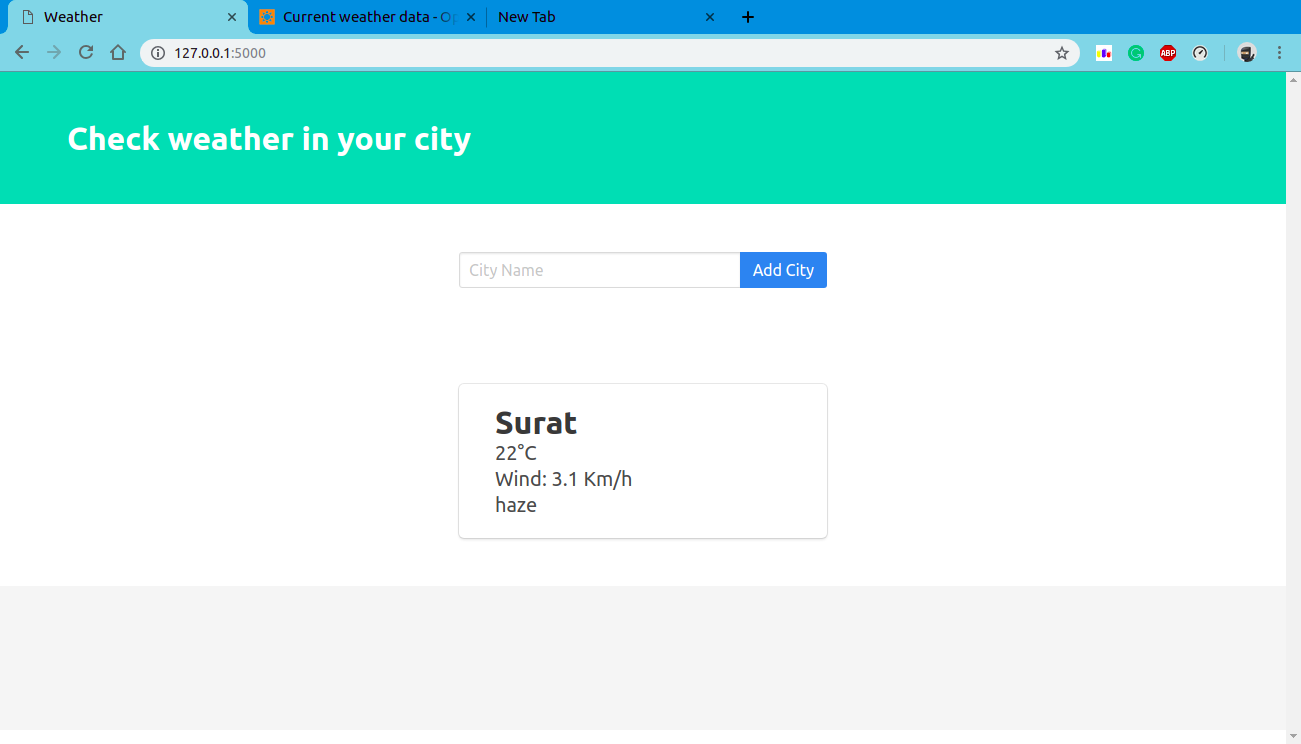 Weather
Current weather data - Op
New Tab
127.0.0.1:5000
ABP
Check weather in your city
City Name
Add City
Surat
22°C
Wind: 3.1 Km/h
haze